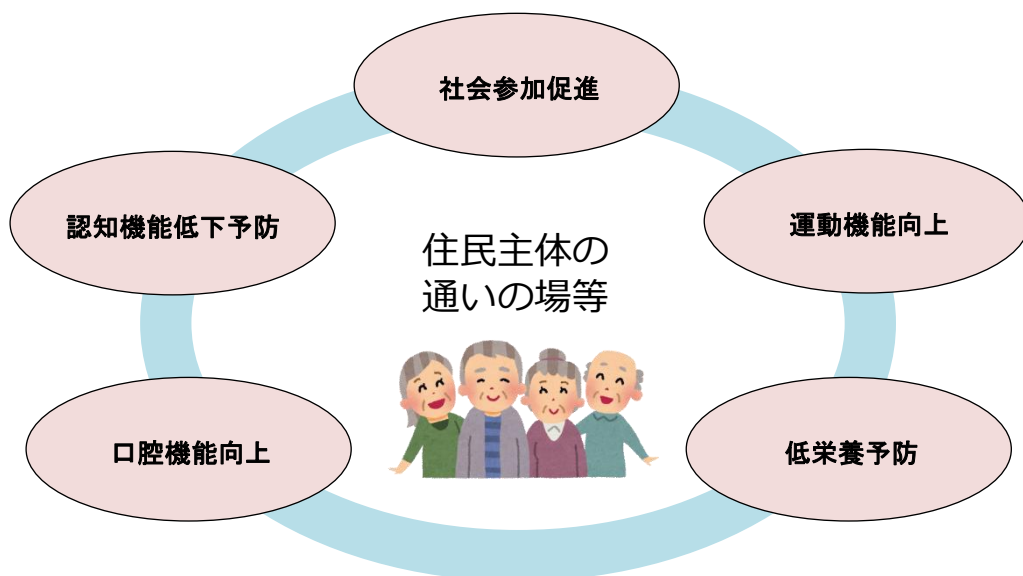 社会参加促進
認知機能低下予防
運動機能向上
住民主体の
通いの場等
口腔機能向上
低栄養予防